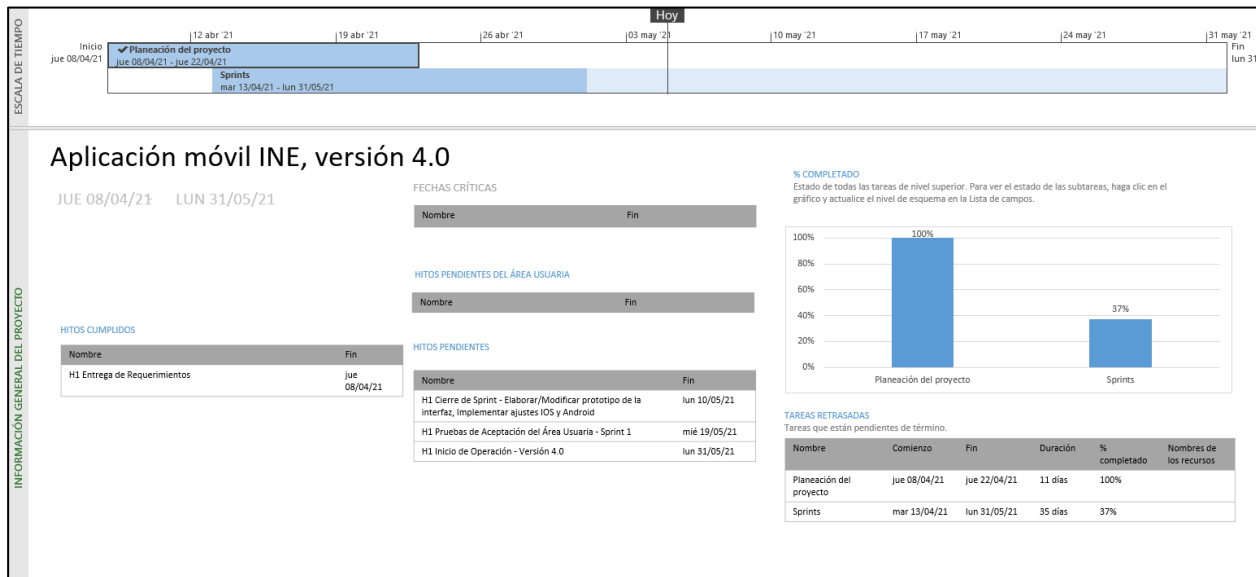 ESCALA DE TIEMPO
Hoy
12 abr '21 19 abr '21 26 abr '21 03 may '21 10 may '21 17 may '21 24 may '21 31 may '21
Inicio
jue 08/04/21
Planeación del proyecto
jue 08/04/21 - jue 22/04/21
Sprints
mar 13/04/21 - lun 31/05/21
Fin
lun 31
INFORMACIÓN GENERAL DEL PROYECTO
Aplicación móvil INE, versión 4.0
JUE 08/04/21 LUN 31/05/21
HITOS CUMPLIDOS
Nombre Fin
H1 Entrega de Requerimientos jue
08/04/21
FECHAS CRÍTICAS
Nombre Fin
HITOS PENDIENTES DEL ÁREA USUARIA
Nombre Fin
HITOS PENDIENTES
Nombre Fin
H1 Cierre de Sprint - Elaborar/Modificar prototipo de la lun 10/05/21
interfaz, Implementar ajustes IOS y Android
H1 Pruebas de Aceptación del Área Usuaria - Sprint 1 mié 19/05/21
H1 Inicio de Operación - Versión 4.0 lun 31/05/21
% COMPLETADO
Estado de todas las tareas de nivel superior. Para ver el estado de las subtareas, haga clic en el
gráfico y actualice el nivel de esquema en la Lista de campos.
100%
80%
60%
40%
20%
0%
100%
37%
Planeación del proyecto Sprints
TAREAS RETRASADAS
Tareas que están pendientes de término.
Nombre Comienzo Fin Duración % Nombres de
completado los recursos
Planeación del jue 08/04/21 jue 22/04/21 11 días 100%
proyecto
Sprints mar 13/04/21 lun 31/05/21 35 días 37%